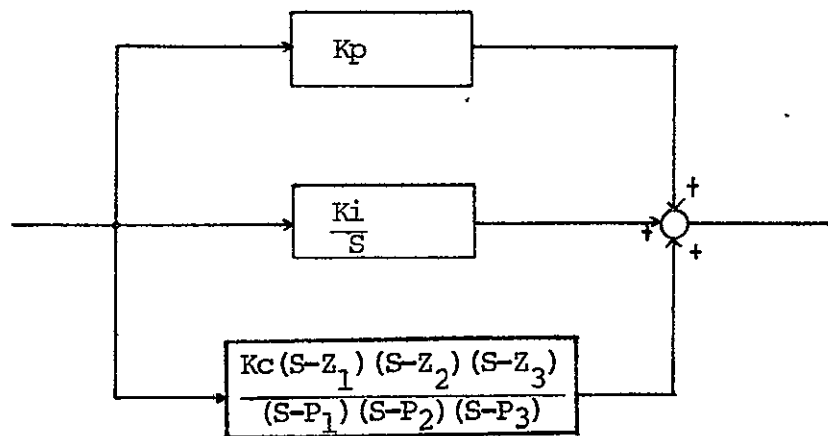 Kp
+
Ki
S
+
+
Kc(S-Z₁)(S-Z₂)(S-Z₃)
(S-P₁)(S-P₂)(S-P₃)